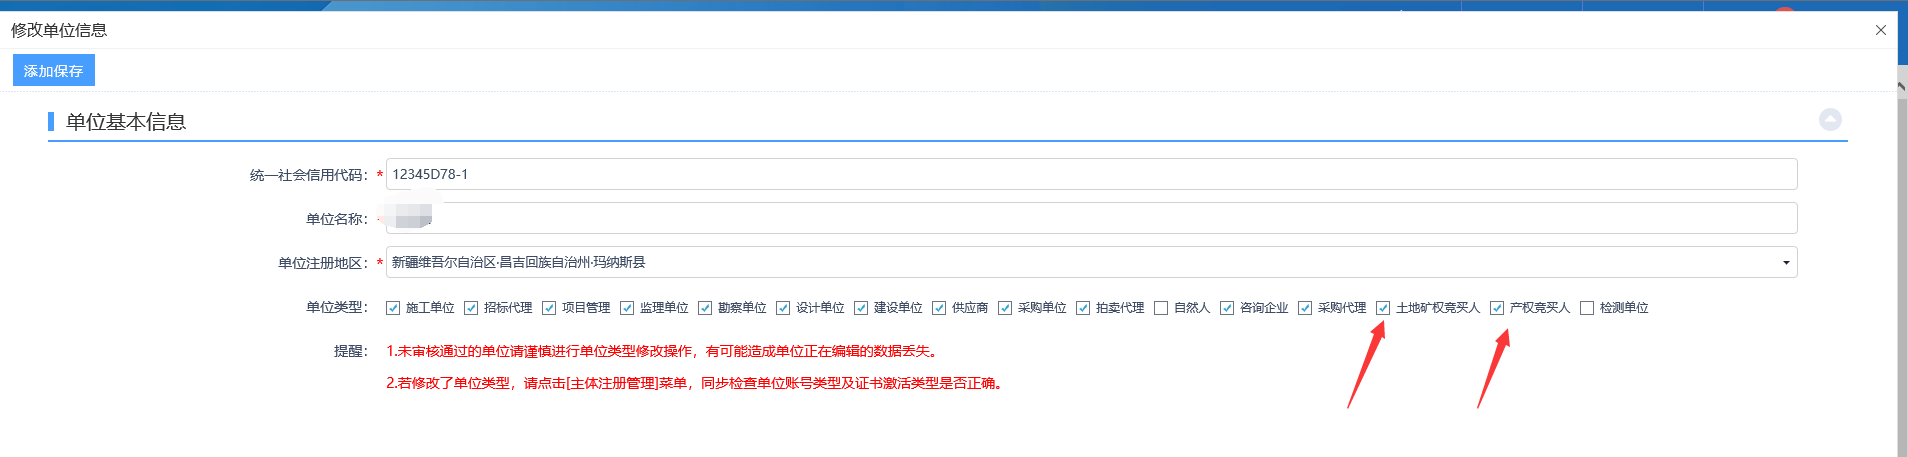 修改单位信息
添加保存
单位基本信息
统一社会信用代码：* 12345D78-1
单位名称：
单位注册地区：* 新疆维吾尔自治区·昌吉回族自治州·玛纳斯县
单位类型： 施工单位 招标代理 项目管理 监理单位 勘察单位 设计单位 建设单位 供应商 采购单位 拍卖代理 自然人 咨询企业 采购代理 土地矿权竞买人 产权竞买人 检测单位
提醒： 1.未审核通过的单位请谨慎进行单位类型修改操作，有可能造成单位正在编辑的数据丢失。
2.若修改了单位类型，请点击[主体注册管理]菜单，同步检查单位账号类型及证书激活类型是否正确。